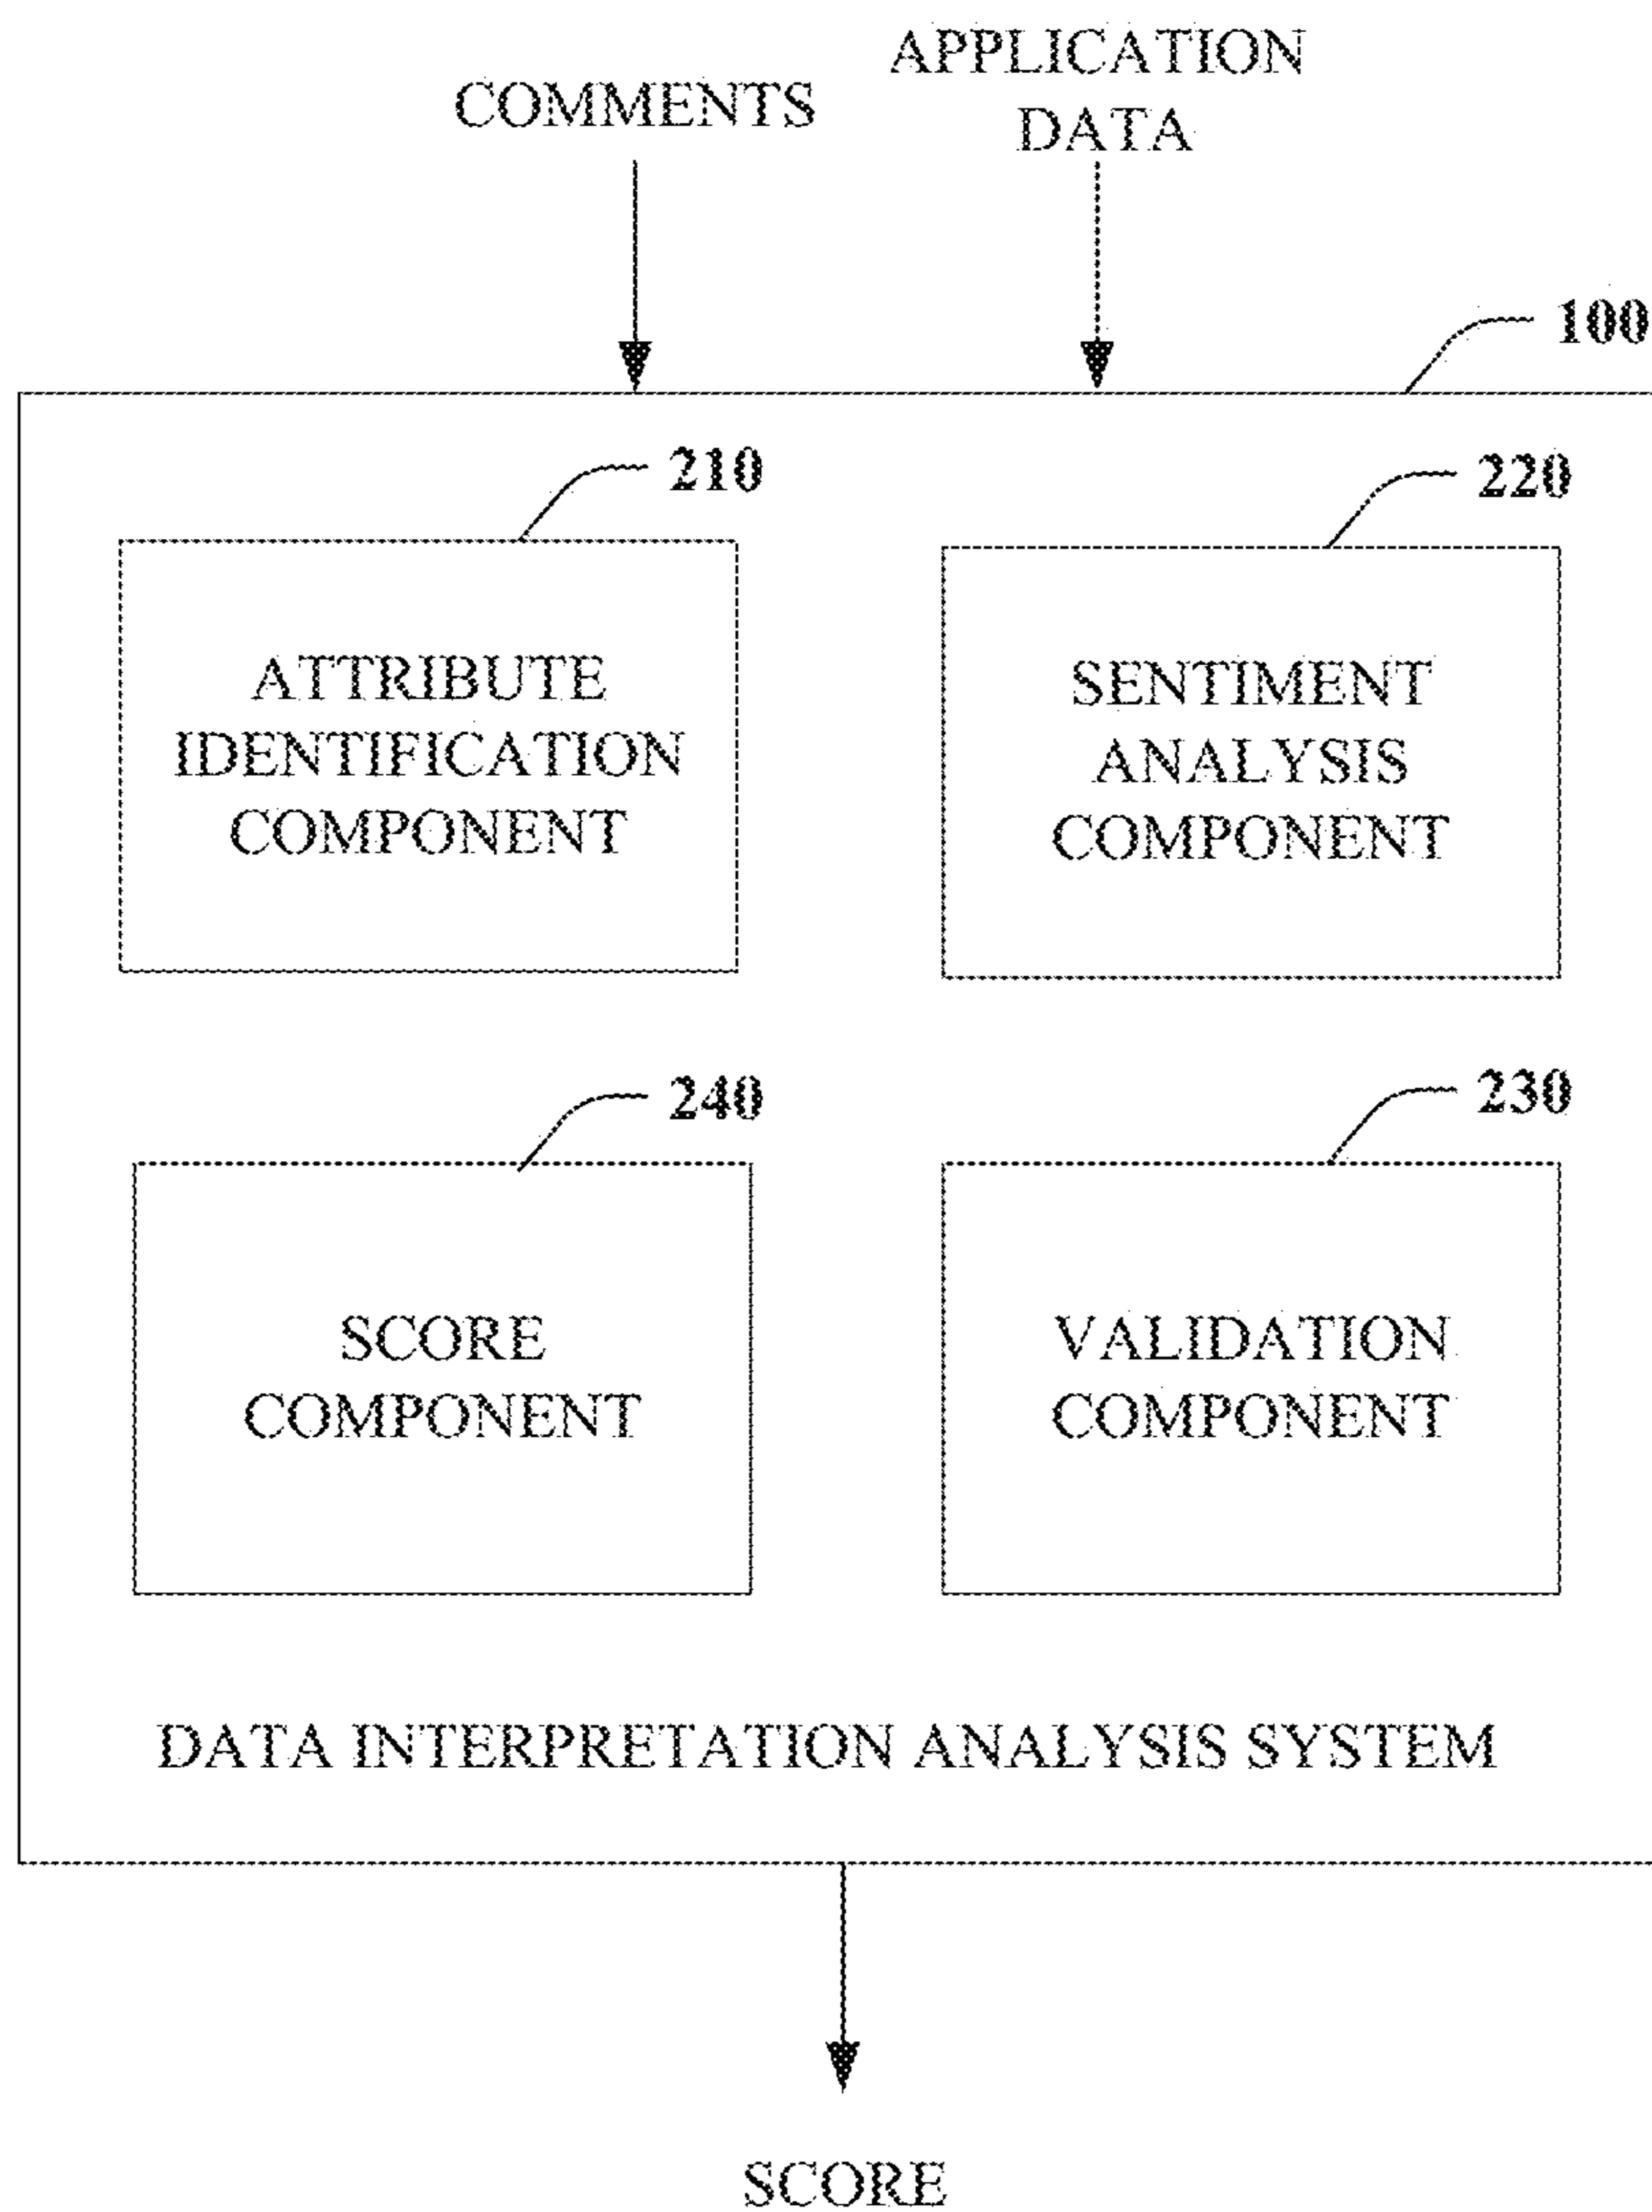 COMMENTS
APPLICATION
DATA
100
210
220
ATTRIBUTE
IDENTIFICATION
COMPONENT
SENTIMENT
ANALYSIS
COMPONENT
240
230
SCORE
COMPONENT
VALIDATION
COMPONENT
DATA INTERPRETATION ANALYSIS SYSTEM
SCORE